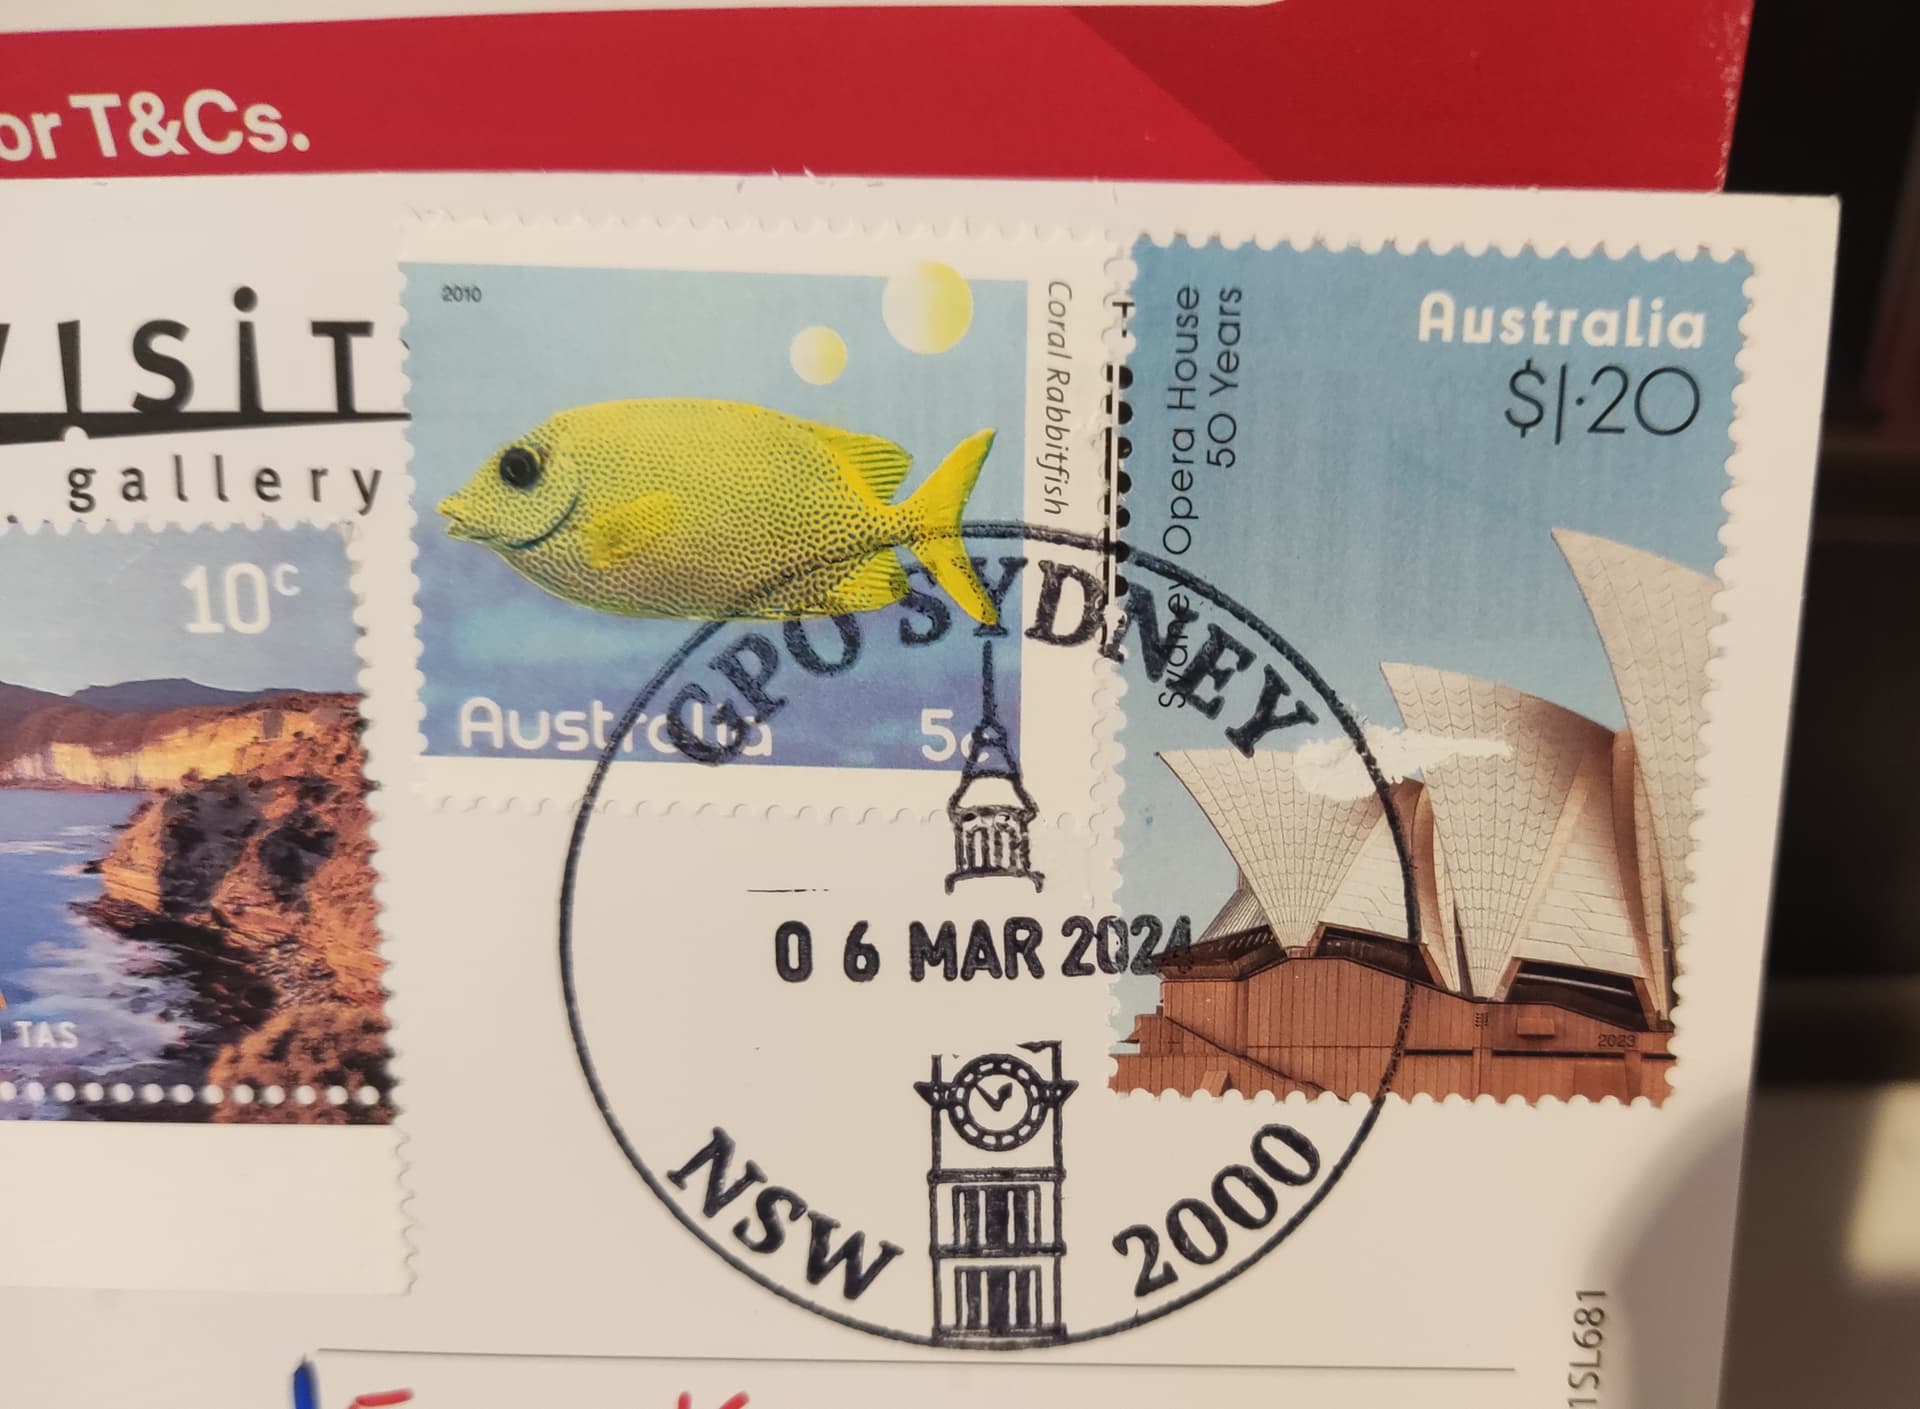 or T&Cs.
VISIT
gallery
2010
Coral Rabbitfish
Australia
5c
Sydney Opera House
50 Years
Australia
$1.20
2023
10c
TAS
GPO SYDNEY
06 MAR 2024
NSW 2000
1SL681